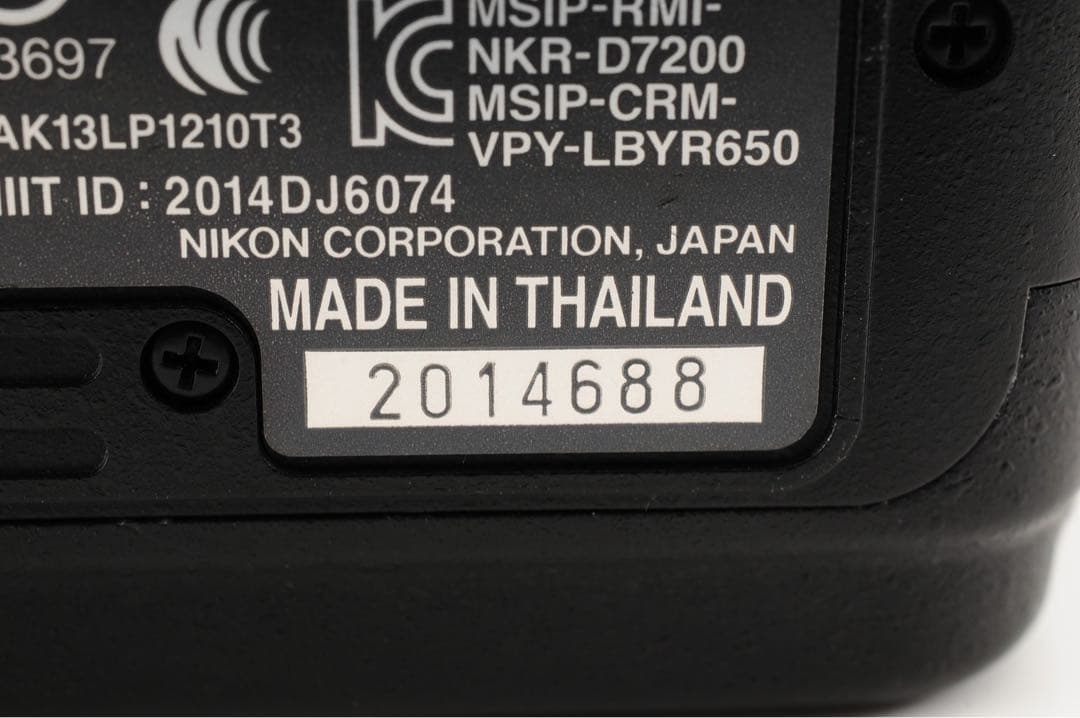 3697
MSIP-RMI-
NKR-D7200
MSIP-CRM-
VPY-LBYR650
AK13LP1210T3
IIIT ID : 2014DJ6074
NIKON CORPORATION, JAPAN
MADE IN THAILAND
2014688